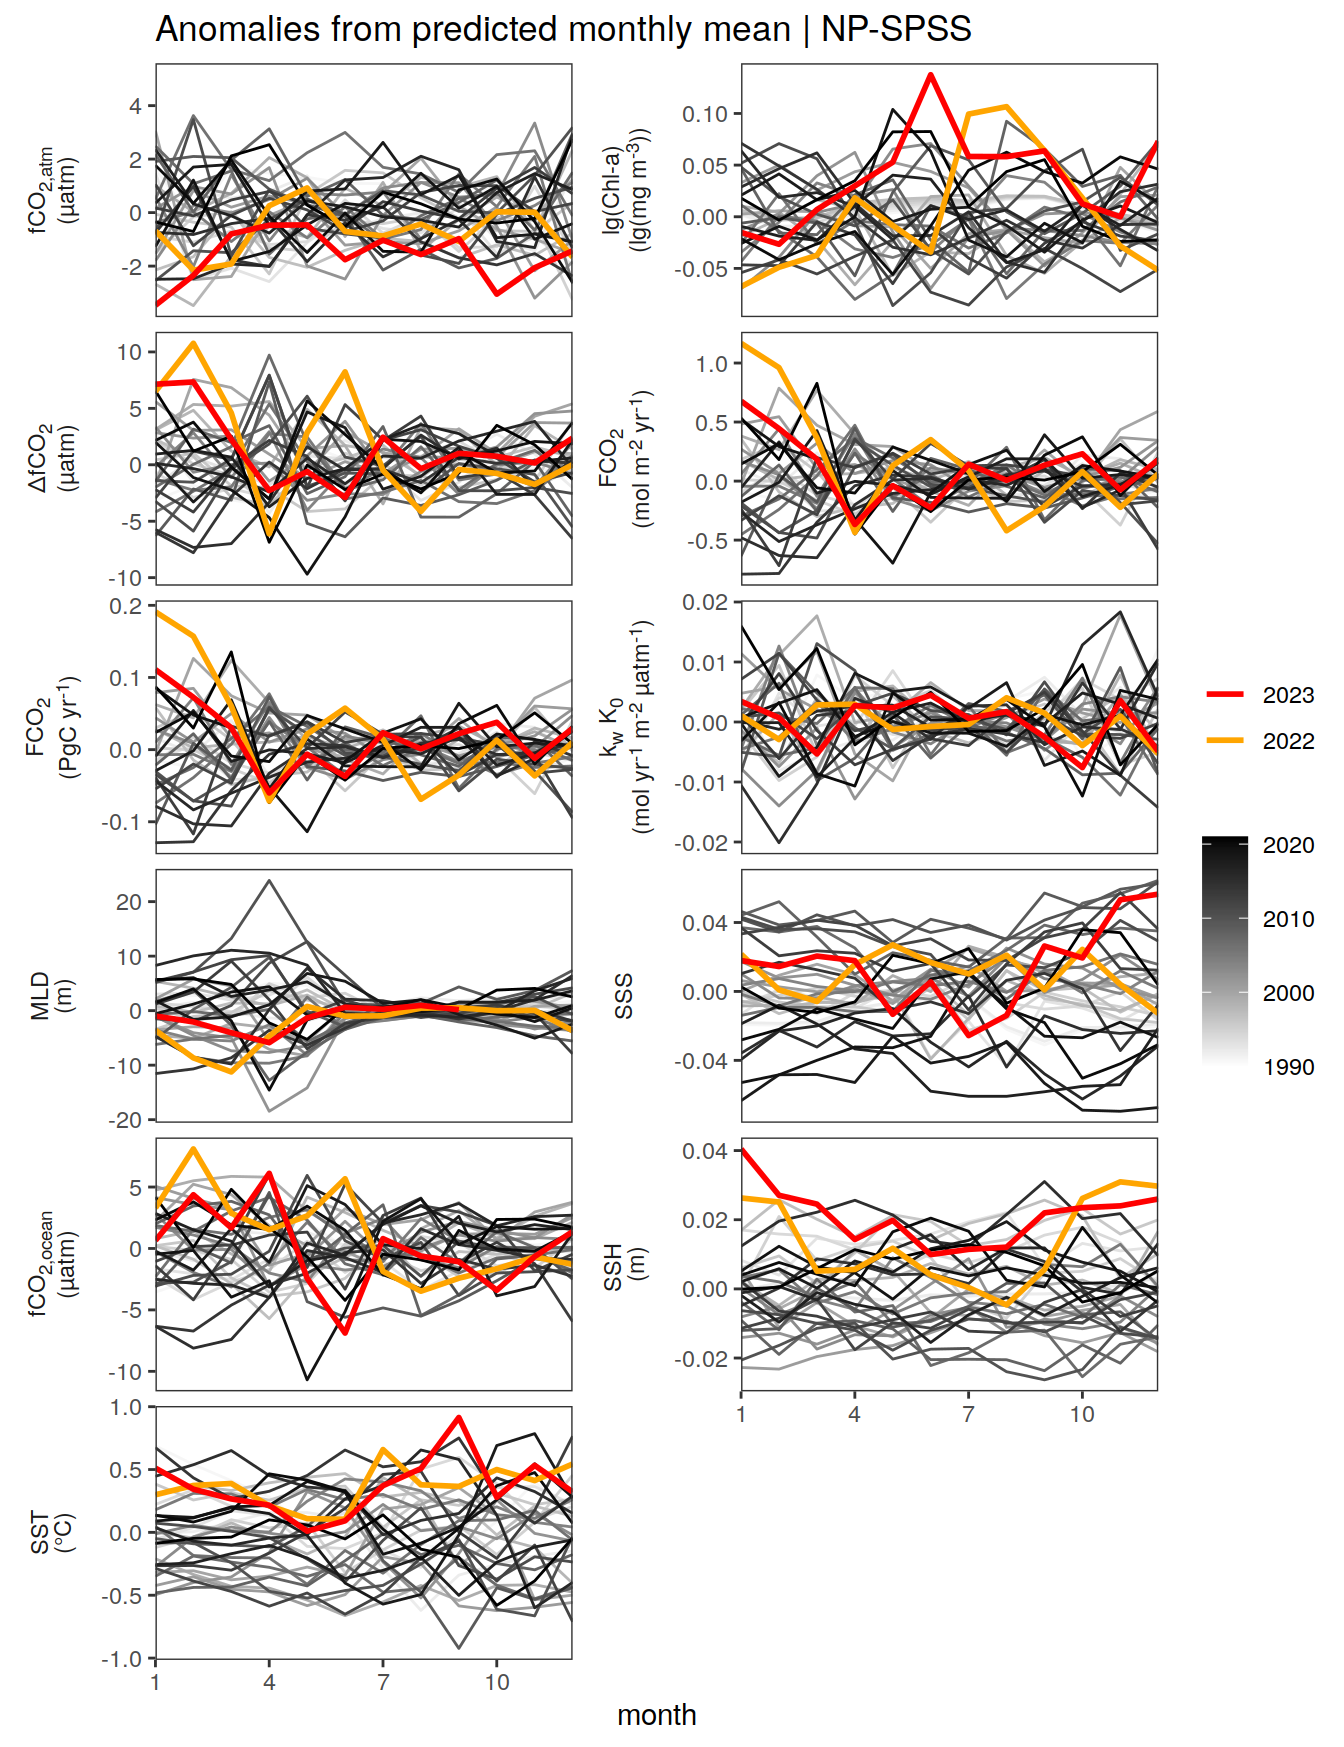 Anomalies from predicted monthly mean | NP-SPSS
fCO2,atm
(µatm)
4
2
0
-2
lg(Chl-a)
(lg(mg m-3))
0.10
0.05
0.00
-0.05
ΔfCO2
(µatm)
10
5
0
-5
-10
FCO2
(mol m-2 yr-1)
1.0
0.5
0.0
-0.5
FCO2
(PgC yr-1)
0.2
0.1
0.0
-0.1
kw K0
(mol yr-1 m-2 µatm-1)
0.02
0.01
0.00
-0.01
-0.02
MLD
(m)
20
10
0
-10
-20
SSS
0.04
0.00
-0.04
fCO2,ocean
(µatm)
5
0
-5
-10
SSH
(m)
0.04
0.02
0.00
-0.02
1
4
7
10
SST
(°C)
1.0
0.5
0.0
-0.5
-1.0
1
4
7
10
month
2023
2022
2020
2010
2000
1990